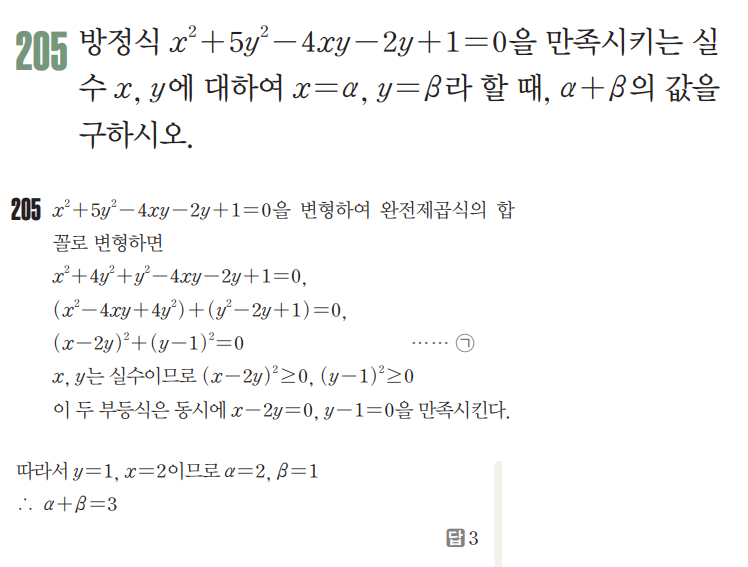 205 방정식 x²+5y²−4xy−2y+1=0을 만족시키는 실
수 x, y에 대하여 x=α, y=β라 할 때, α+β의 값을
구하시오.
205 x²+5y²−4xy−2y+1=0을 변형하여 완전제곱식의 합
꼴로 변형하면
x²+4y²+y²−4xy−2y+1=0,
(x²−4xy+4y²)+(y²−2y+1)=0,
(x−2y)²+(y−1)²=0 …… ㉠
x, y는 실수이므로 (x−2y)²≥0, (y−1)²≥0
이 두 부등식은 동시에 x−2y=0, y−1=0을 만족시킨다.
따라서 y=1, x=2이므로 α=2, β=1
∴ α+β=3
답 3